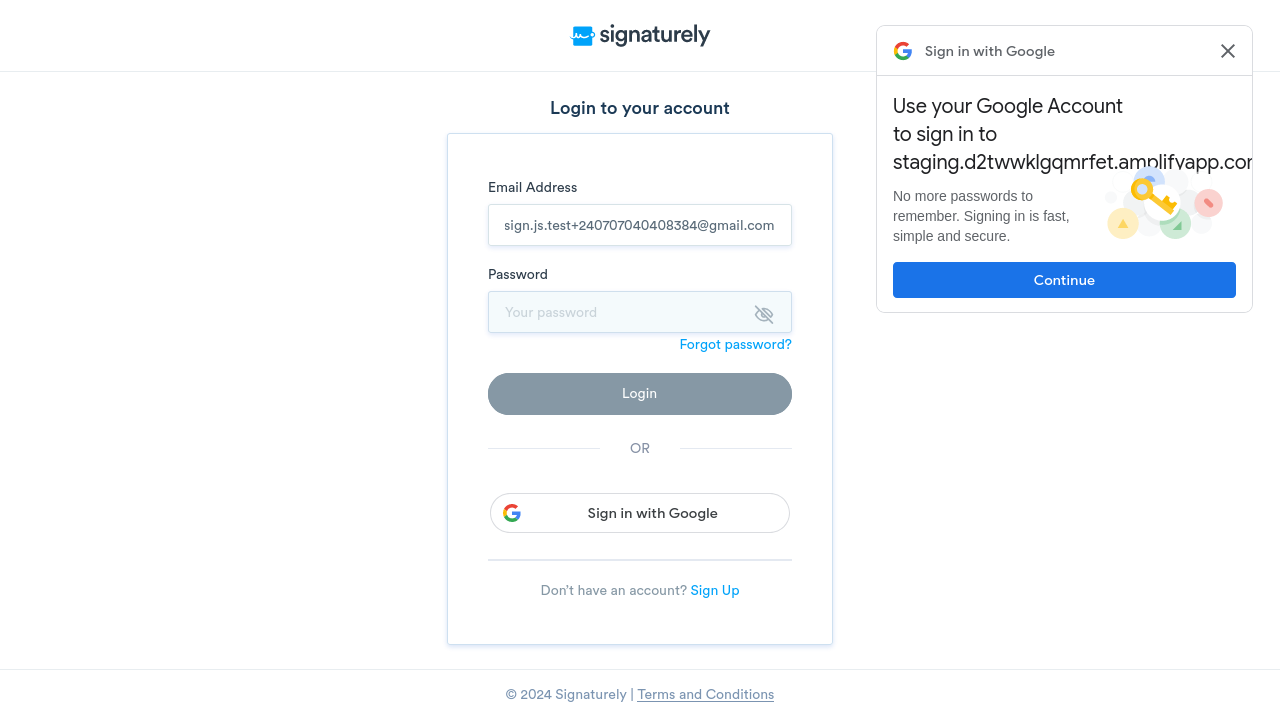 signaturely
Login to your account
Email Address
sign.js.test+240707040408384@gmail.com
Password
Your password
Forgot password?
Login
OR
Sign in with Google
Don't have an account? Sign Up
© 2024 Signaturely | Terms and Conditions
Sign in with Google
Use your Google Account
to sign in to
staging.d2twwklgqmrfet.amplifyapp.com
No more passwords to
remember. Signing in is fast,
simple and secure.
Continue